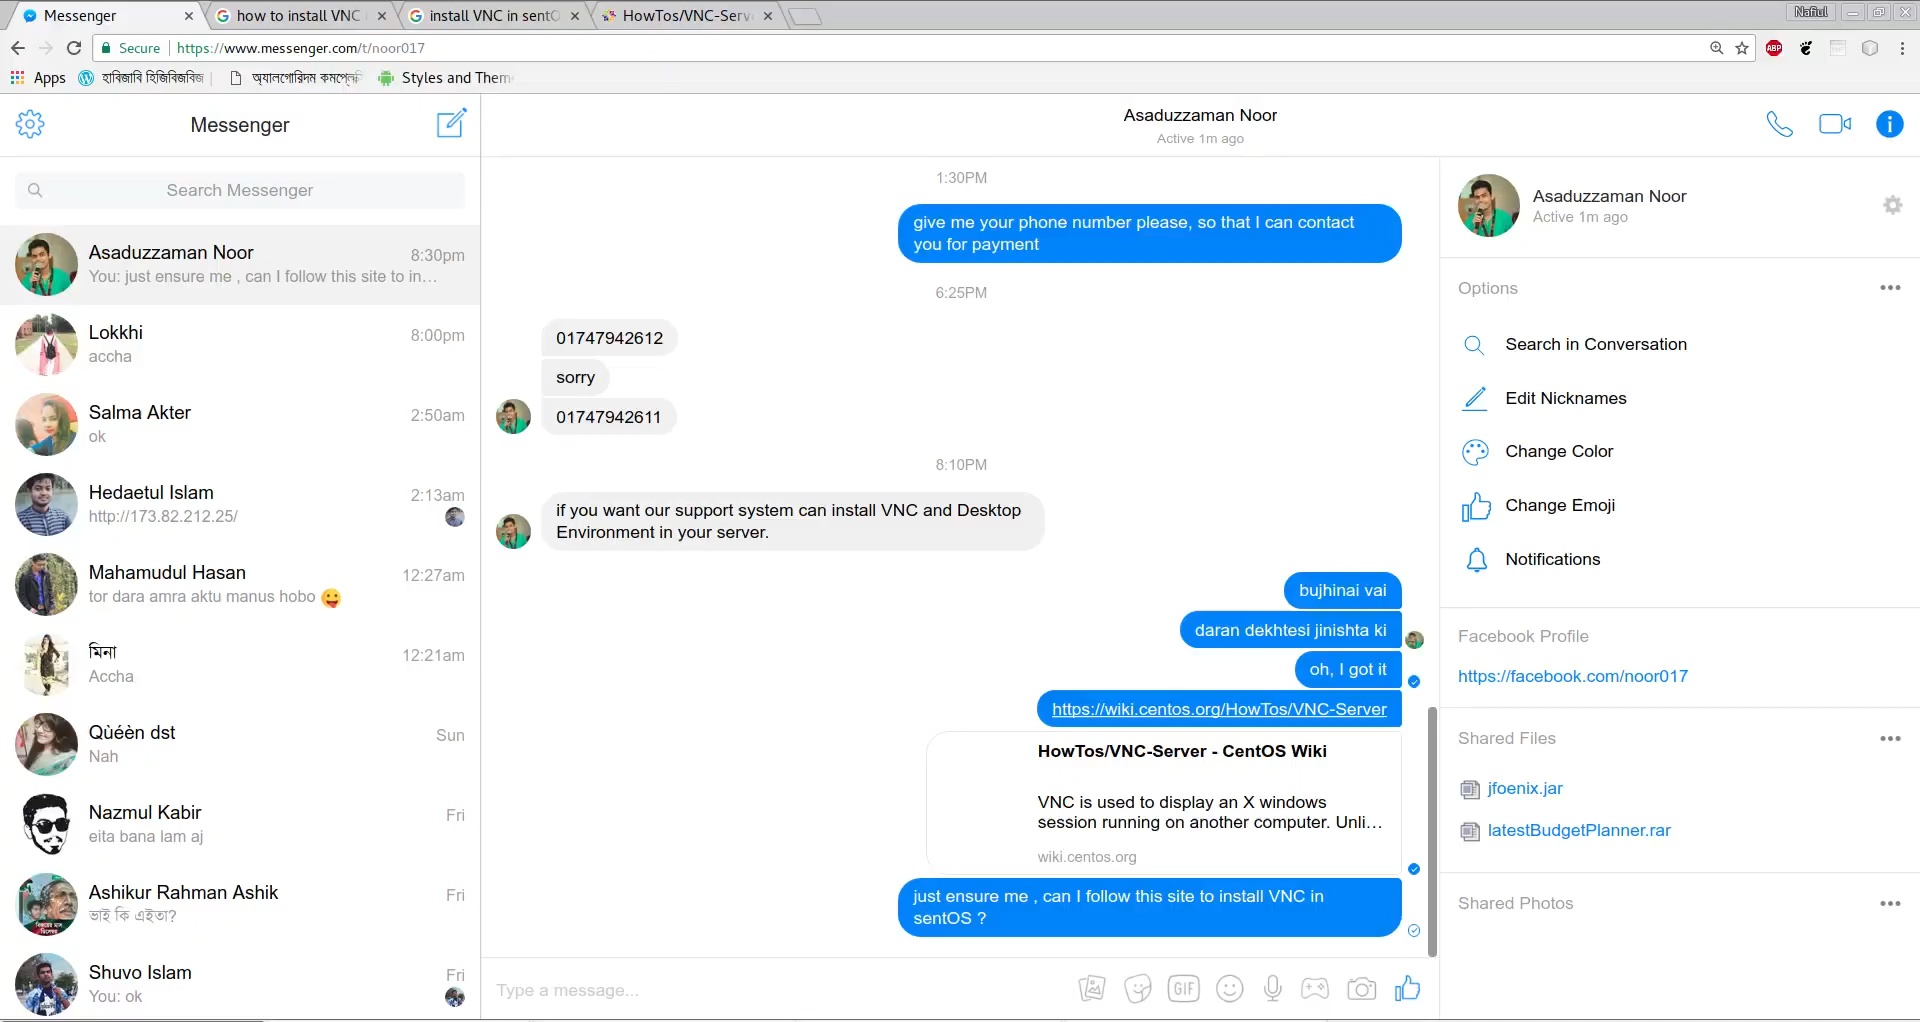 Messenger
how to install VNC
install VNC in sentO
HowTos/VNC-Serv
Nafiul
Secure
https://www.messenger.com/t/noor017
ABP
Apps
হাবিজাবি হিজিবিজবিজ
অ্যালগোরিদম কমপ্লেক্সি
Styles and Them
Messenger
Search Messenger
Asaduzzaman Noor
8:30pm
You: just ensure me , can I follow this site to in…
Lokkhi
8:00pm
accha
Salma Akter
2:50am
ok
Hedaetul Islam
2:13am
http://173.82.212.25/
Mahamudul Hasan
12:27am
tor dara amra aktu manus hobo 😛
মিনা
12:21am
Accha
Qùéèn dst
Sun
Nah
Nazmul Kabir
Fri
eita bana lam aj
Ashikur Rahman Ashik
Fri
ভাই কি এইতা?
Shuvo Islam
Fri
You: ok
Asaduzzaman Noor
Active 1m ago
1:30PM
give me your phone number please, so that I can contact
you for payment
6:25PM
01747942612
sorry
01747942611
8:10PM
if you want our support system can install VNC and Desktop
Environment in your server.
bujhinai vai
daran dekhtesi jinishta ki
oh, I got it
https://wiki.centos.org/HowTos/VNC-Server
HowTos/VNC-Server - CentOS Wiki
VNC is used to display an X windows
session running on another computer. Unli…
wiki.centos.org
just ensure me , can I follow this site to install VNC in
sentOS ?
Type a message...
GIF
Asaduzzaman Noor
Active 1m ago
Options
Search in Conversation
Edit Nicknames
Change Color
Change Emoji
Notifications
Facebook Profile
https://facebook.com/noor017
Shared Files
jfoenix.jar
latestBudgetPlanner.rar
Shared Photos